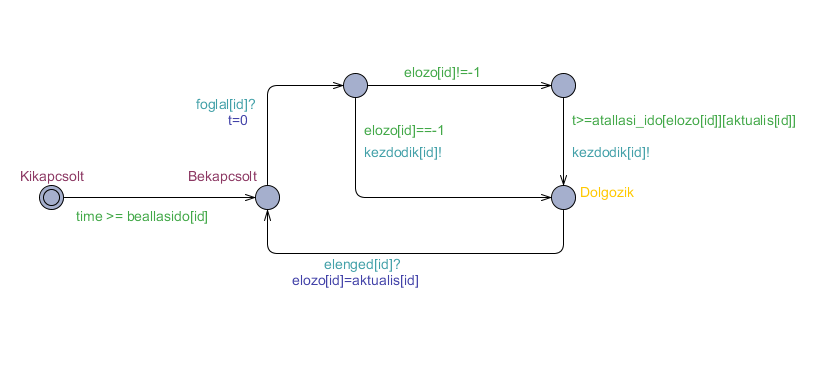 elozo[id]!=-1
foglal[id]?
t=0
t>=atallasi_ido[elozo[id]][aktualis[id]]
elozo[id]==-1
kezdodik[id]!
kezdodik[id]!
Kikapcsolt
Bekapcsolt
Dolgozik
time >= beallasido[id]
elenged[id]?
elozo[id]=aktualis[id]